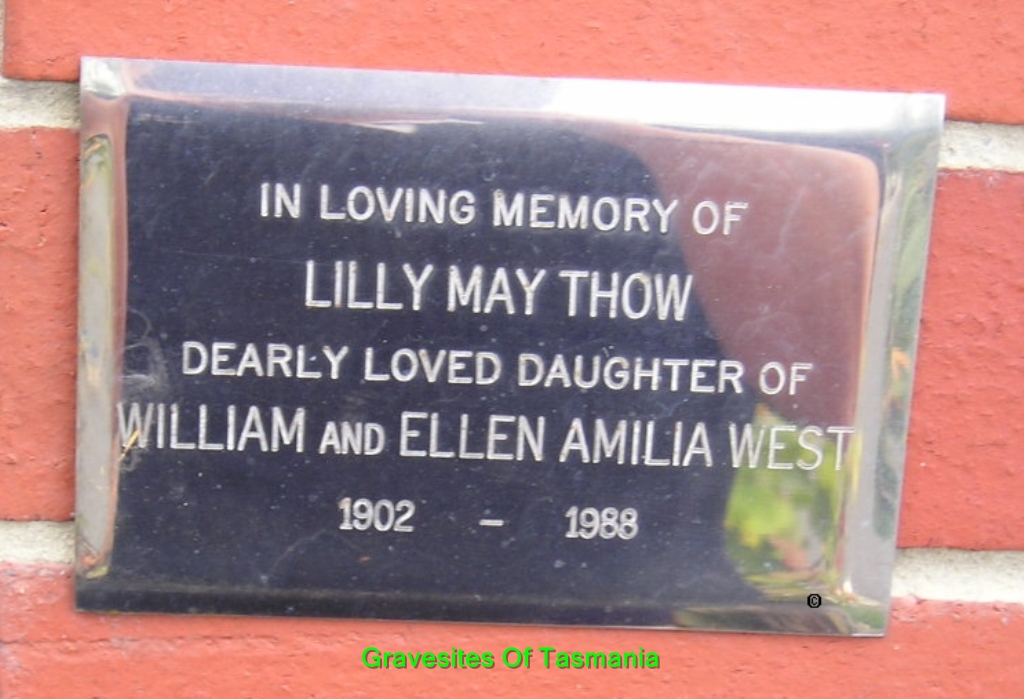 IN LOVING MEMORY OF
LILLY MAY THOW
DEARLY LOVED DAUGHTER OF
WILLIAM AND ELLEN AMILIA WEST
1902 – 1988
©
Gravesites Of Tasmania